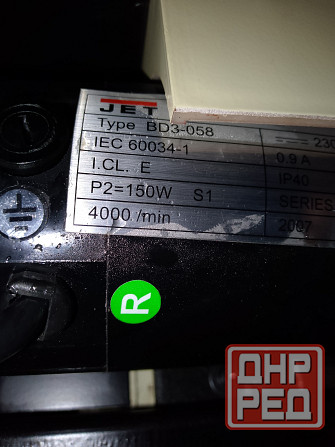 JET
Type BD3-058
IEC 60034-1
I.CL. E
P2=150W S1
4000 /min
230
0.9 A
IP40
SERIES
2007
R
ДНР
РЕД